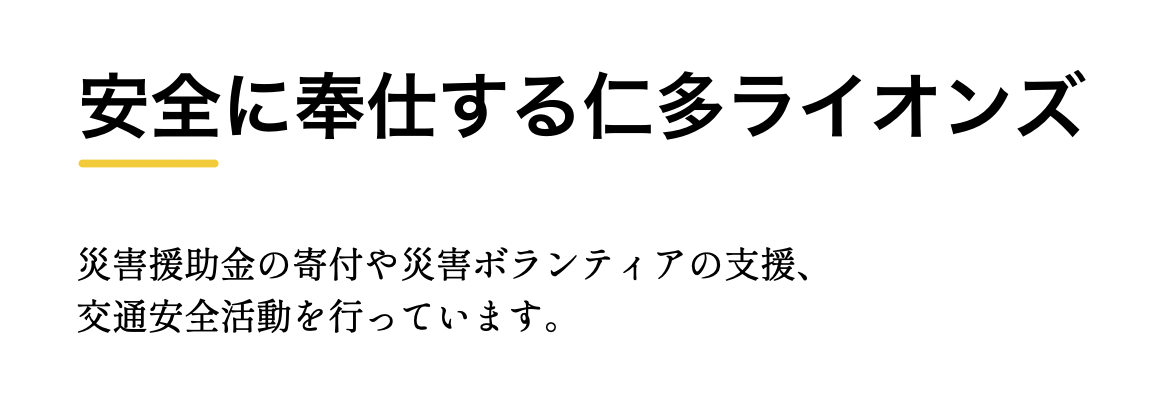 安全に奉仕する仁多ライオンズ
災害援助金の寄付や災害ボランティアの支援、
交通安全活動を行っています。